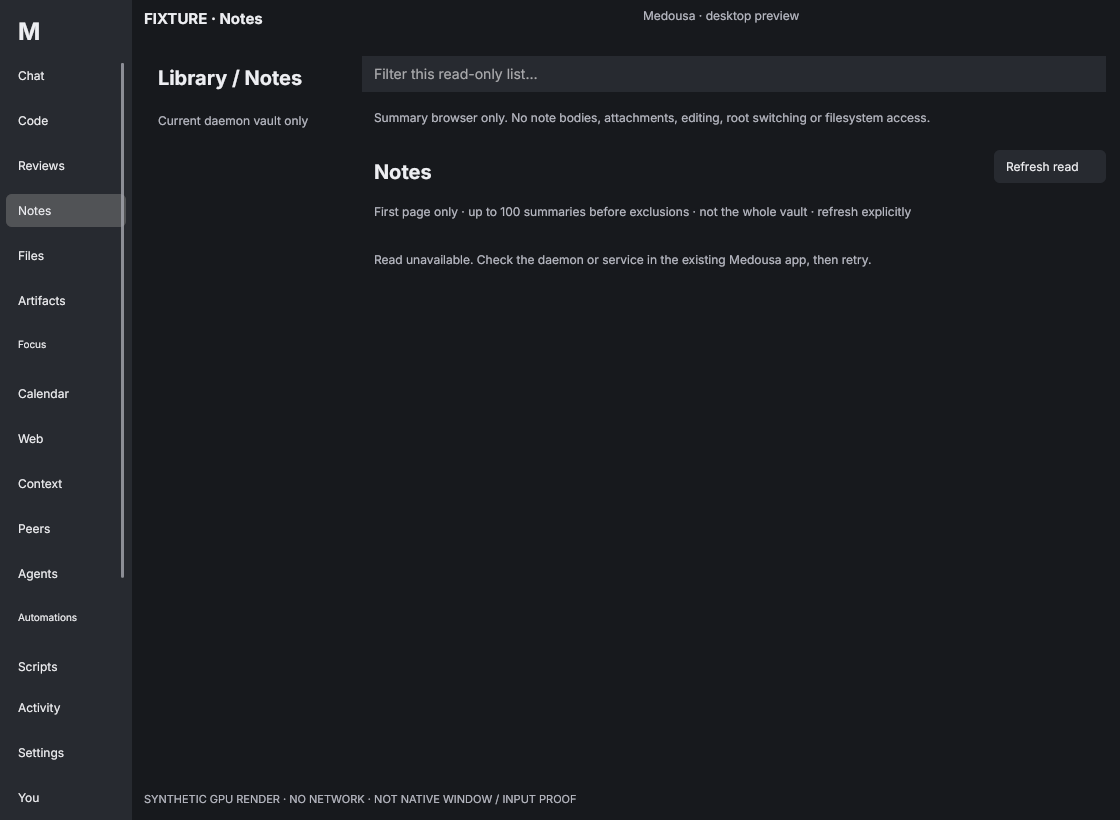 M
Chat
Code
Reviews
Notes
Files
Artifacts
Focus
Calendar
Web
Context
Peers
Agents
Automations
Scripts
Activity
Settings
You
FIXTURE · Notes
Medousa · desktop preview
Library / Notes
Current daemon vault only
Filter this read-only list...
Summary browser only. No note bodies, attachments, editing, root switching or filesystem access.
Notes
Refresh read
First page only · up to 100 summaries before exclusions · not the whole vault · refresh explicitly
Read unavailable. Check the daemon or service in the existing Medousa app, then retry.
SYNTHETIC GPU RENDER · NO NETWORK · NOT NATIVE WINDOW / INPUT PROOF